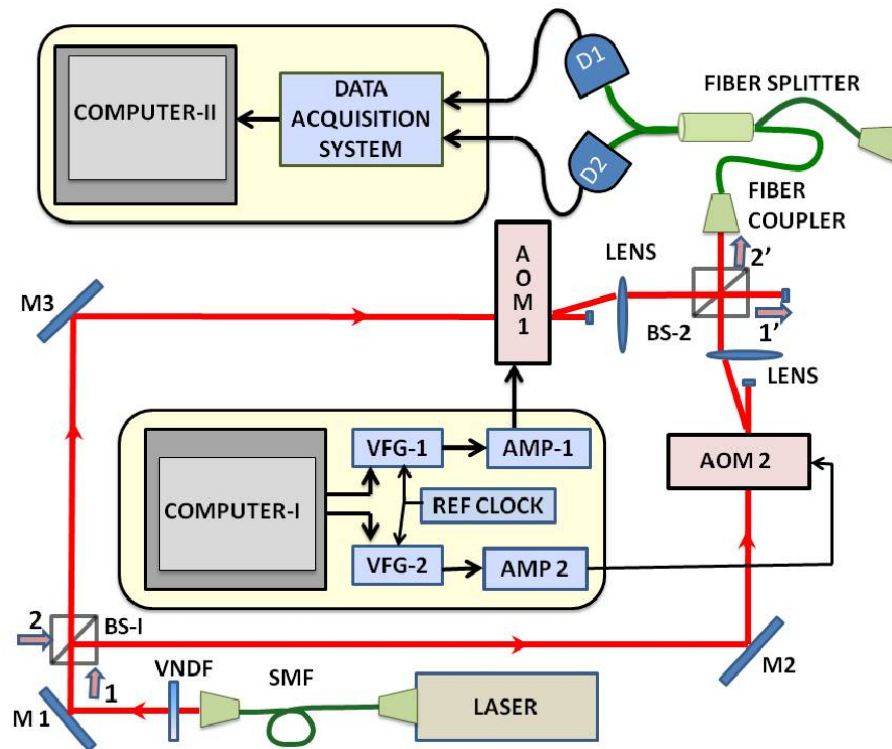 COMPUTER-II
DATA
ACQUISITION
SYSTEM
D1
D2
FIBER SPLITTER
FIBER
COUPLER
2'
1'
BS-2
LENS
LENS
AOM1
M3
AOM 2
COMPUTER-I
VFG-1
AMP-1
REF CLOCK
VFG-2
AMP 2
2
BS-I
1
M2
VNDF
SMF
M 1
LASER